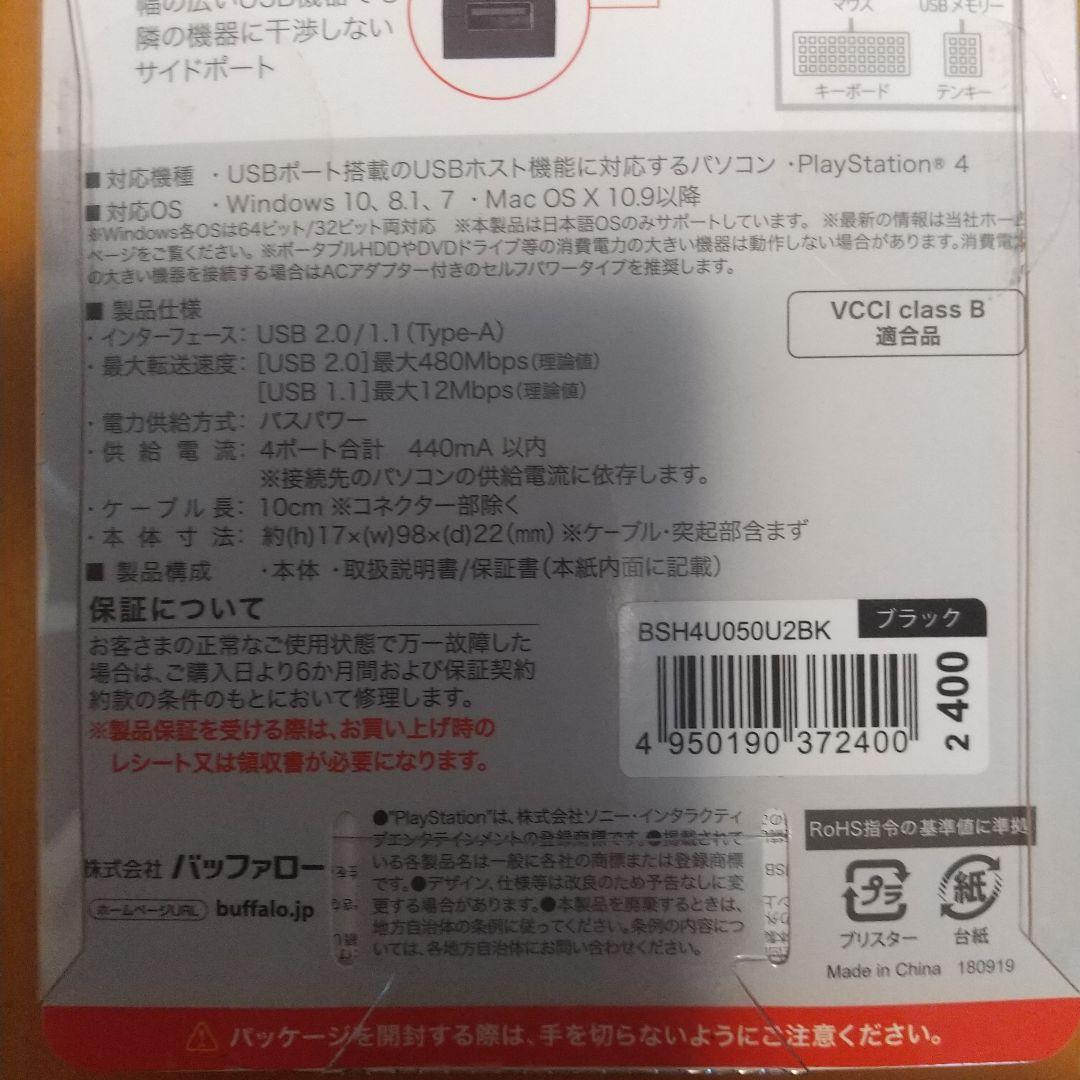 幅の広いUSB機器でも
隣の機器に干渉しない
サイドポート
マウス
USBメモリー
キーボード
テンキー
■ 対応機種 ・USBポート搭載のUSBホスト機能に対応するパソコン ・PlayStation® 4
■ 対応OS ・Windows 10、8.1、7 ・Mac OS X 10.9以降
※Windows各OSは64ビット/32ビット両対応 ※本製品は日本語OSのみサポートしています。 ※最新の情報は当社ホーム
ページをご覧ください。※ポータブルHDDやDVDドライブ等の消費電力の大きい機器は動作しない場合があります。消費電力
の大きい機器を接続する場合はACアダプター付きのセルフパワータイプを推奨します。
■ 製品仕様
・インターフェース： USB 2.0/1.1（Type-A）
・最大転送速度： [USB 2.0]最大480Mbps（理論値）
[USB 1.1]最大12Mbps（理論値）
・電力供給方式： バスパワー
・供給電流： 4ポート合計 440mA 以内
※接続先のパソコンの供給電流に依存します。
・ケーブル長： 10cm ※コネクター部除く
・本体寸法： 約(h)17×(w)98×(d)22（mm）※ケーブル・突起部含まず
■ 製品構成 ・本体 ・取扱説明書/保証書（本紙内面に記載）
VCCI class B
適合品
保証について
お客さまの正常なご使用状態で万一故障した
場合は、ご購入日より6か月間および保証契約
約款の条件のもとにおいて修理します。
※製品保証を受ける際は、お買い上げ時の
レシート又は領収書が必要になります。
BSH4U050U2BK
ブラック
4 950190 372400
2 400
株式会社 バッファロー
ホームページURL buffalo.jp
●"PlayStation"は、株式会社ソニー・インタラクティ
ブエンタテインメントの登録商標です。●掲載されて
いる各製品名は一般に各社の商標または登録商標
です。●デザイン、仕様等は改良のため予告なしに変
更する場合があります。●本製品を廃棄するときは、
地方自治体の条例に従ってください。条例の内容につ
いては、各地方自治体にお問い合わせください。
RoHS指令の基準値に準拠
プラ
紙
ブリスター
台紙
Made in China 180919
パッケージを開封する際は、手を切らないようにご注意ください。